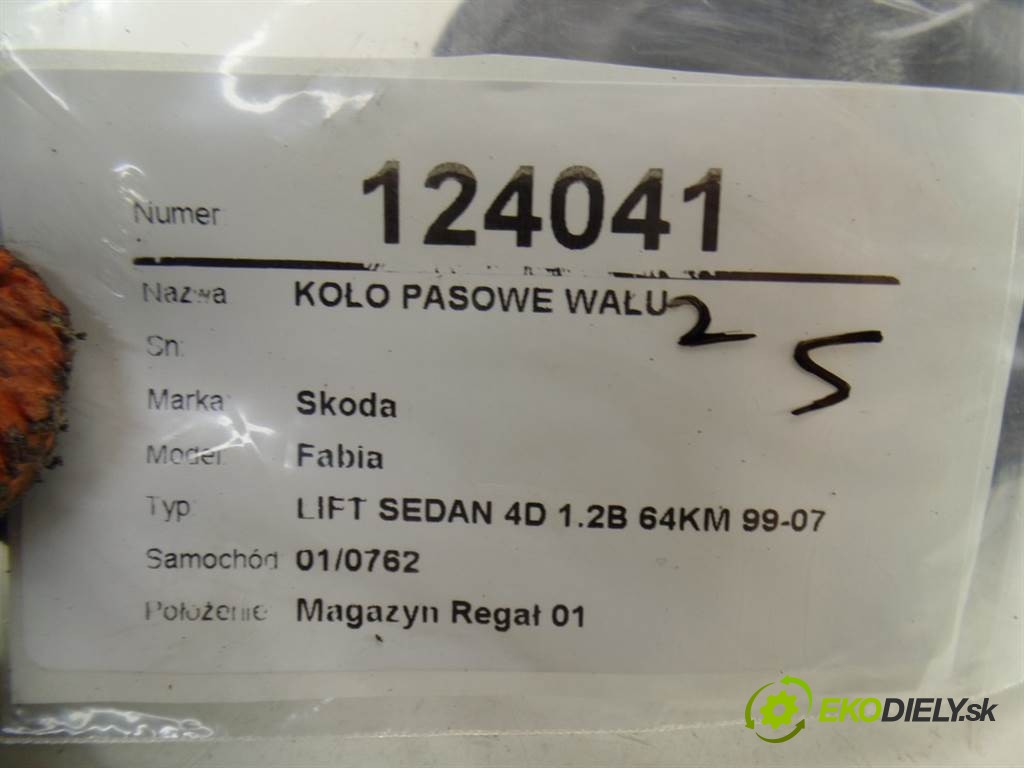 Numer: 124041
Nazwa KOŁO PASOWE WAŁU
2 5
Sn:
Marka: Skoda
Model: Fabia
Typ: LIFT SEDAN 4D 1.2B 64KM 99-07
Samochód 01/0762
Położenie Magazyn Regał 01
EKODIELY.sk